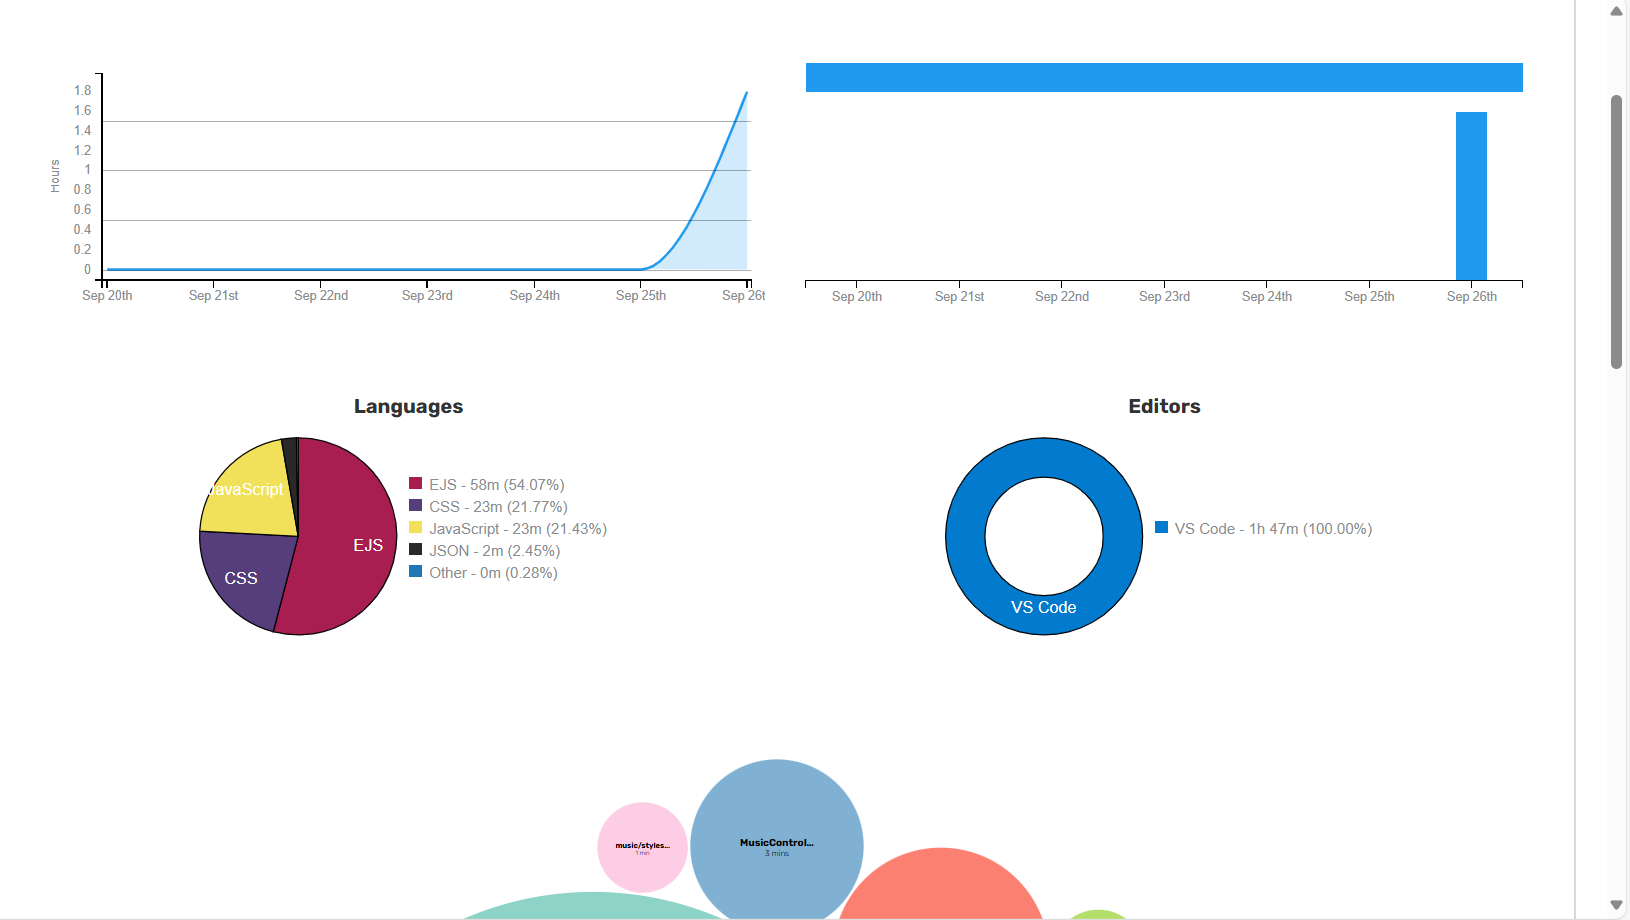 1.8
1.6
1.4
1.2
1
0.8
0.6
0.4
0.2
0
Hours
Sep 20th Sep 21st Sep 22nd Sep 23rd Sep 24th Sep 25th Sep 26t
Sep 20th Sep 21st Sep 22nd Sep 23rd Sep 24th Sep 25th Sep 26th
Languages
JavaScript
EJS
CSS
EJS - 58m (54.07%)
CSS - 23m (21.77%)
JavaScript - 23m (21.43%)
JSON - 2m (2.45%)
Other - 0m (0.28%)
Editors
VS Code
VS Code - 1h 47m (100.00%)
music/styles...
1 min
MusicControl...
3 mins